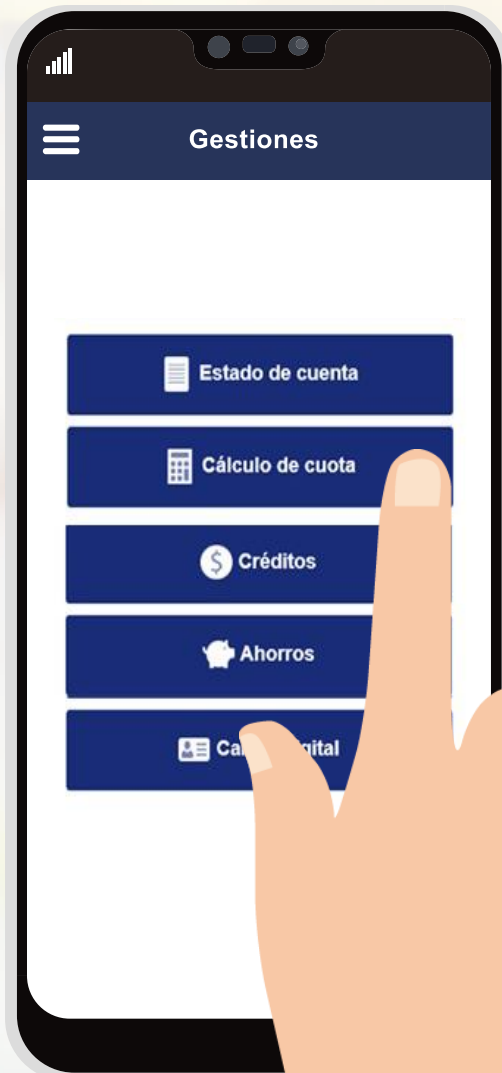 Gestiones
Estado de cuenta
Cálculo de cuota
Créditos
Ahorros